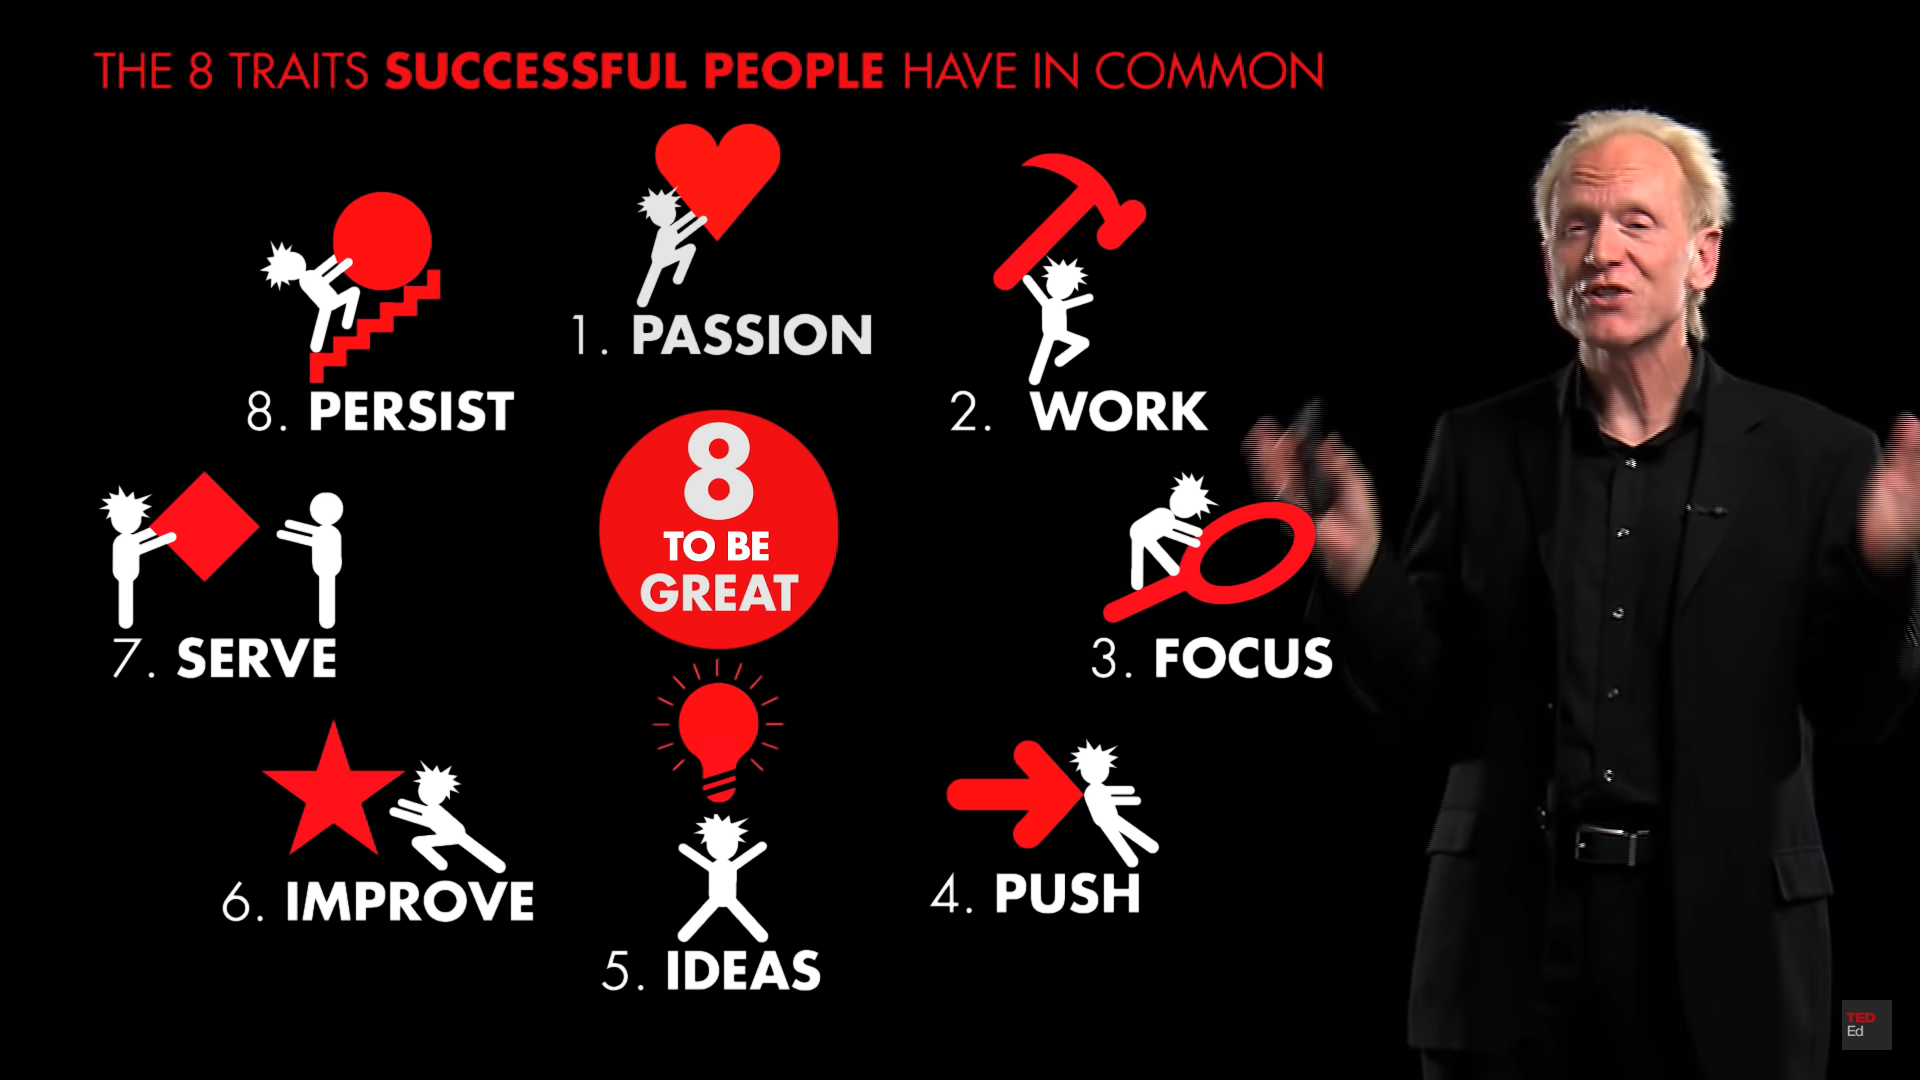 THE 8 TRAITS SUCCESSFUL PEOPLE HAVE IN COMMON
1. PASSION
2. WORK
3. FOCUS
4. PUSH
5. IDEAS
6. IMPROVE
7. SERVE
8. PERSIST
8
TO BE
GREAT
TED
Ed